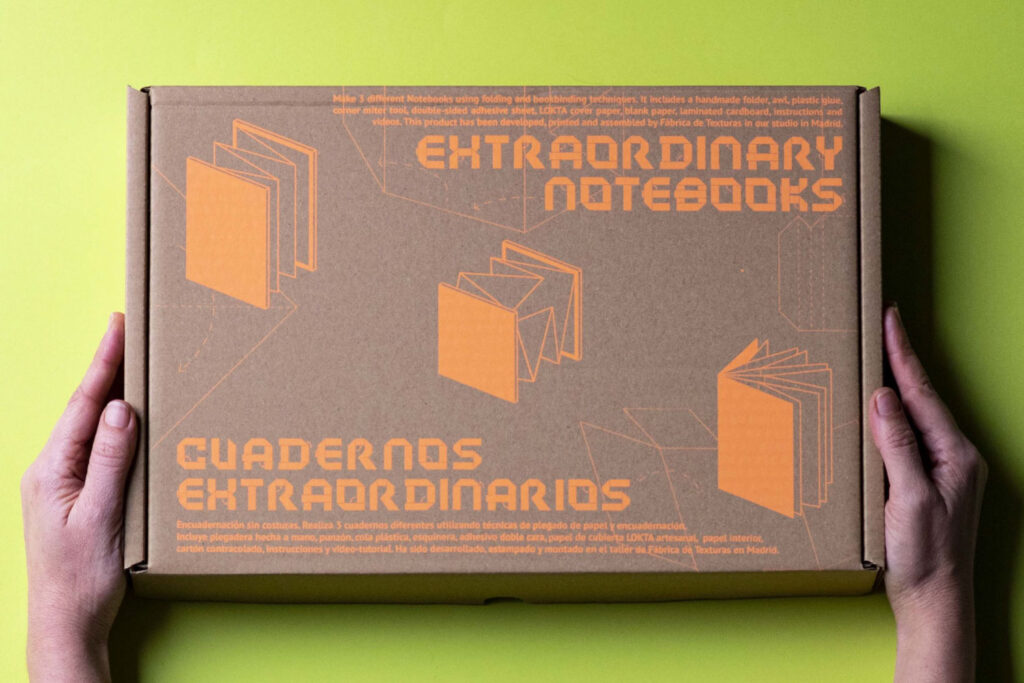 Make 3 different Notebooks using folding and bookbinding techniques. It includes a handmade folder, awl, plastic glue,
corner miter tool, double-sided adhesive sheet, LOKTA cover paper, blank paper, laminated cardboard, instructions and
videos. This product has been developed, printed and assembled by Fábrica de Texturas in our studio in Madrid.
EXTRAORDINARY
NOTEBOOKS
CUADERNOS
EXTRAORDINARIOS
Encuadernación sin costuras. Realiza 3 cuadernos diferentes utilizando técnicas de plegado de papel y encuadernación.
Incluye plegadera hecha a mano, punzón, cola plástica, esquinera, adhesivo doble cara, papel de cubierta LOKTA artesanal, papel interior,
cartón contracolado, instrucciones y video-tutorial. Ha sido desarrollado, estampado y montado en el taller de Fábrica de Texturas en Madrid.